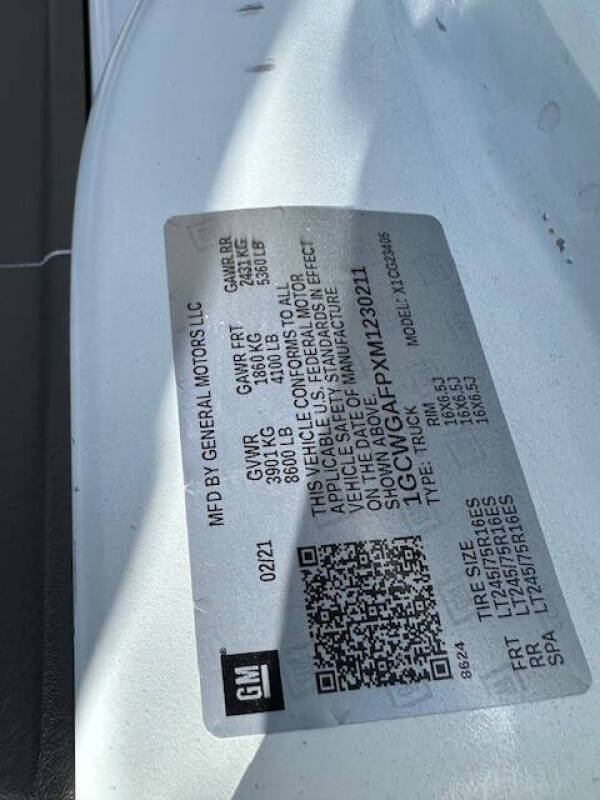 GM
MFD BY GENERAL MOTORS LLC
02/21
GVWR GAWR FRT GAWR RR
3901 KG 1860 KG 2431 KG
8600 LB 4100 LB 5360 LB
THIS VEHICLE CONFORMS TO ALL
APPLICABLE U.S. FEDERAL MOTOR
VEHICLE SAFETY STANDARDS IN EFFECT
ON THE DATE OF MANUFACTURE
SHOWN ABOVE.
1GCWGAFPXM1230211
TYPE: TRUCK MODEL: X1CG23405
8624
TIRE SIZE RIM
FRT LT245/75R16ES 16X6.5J
RR LT245/75R16ES 16X6.5J
SPA LT245/75R16ES 16X6.5J